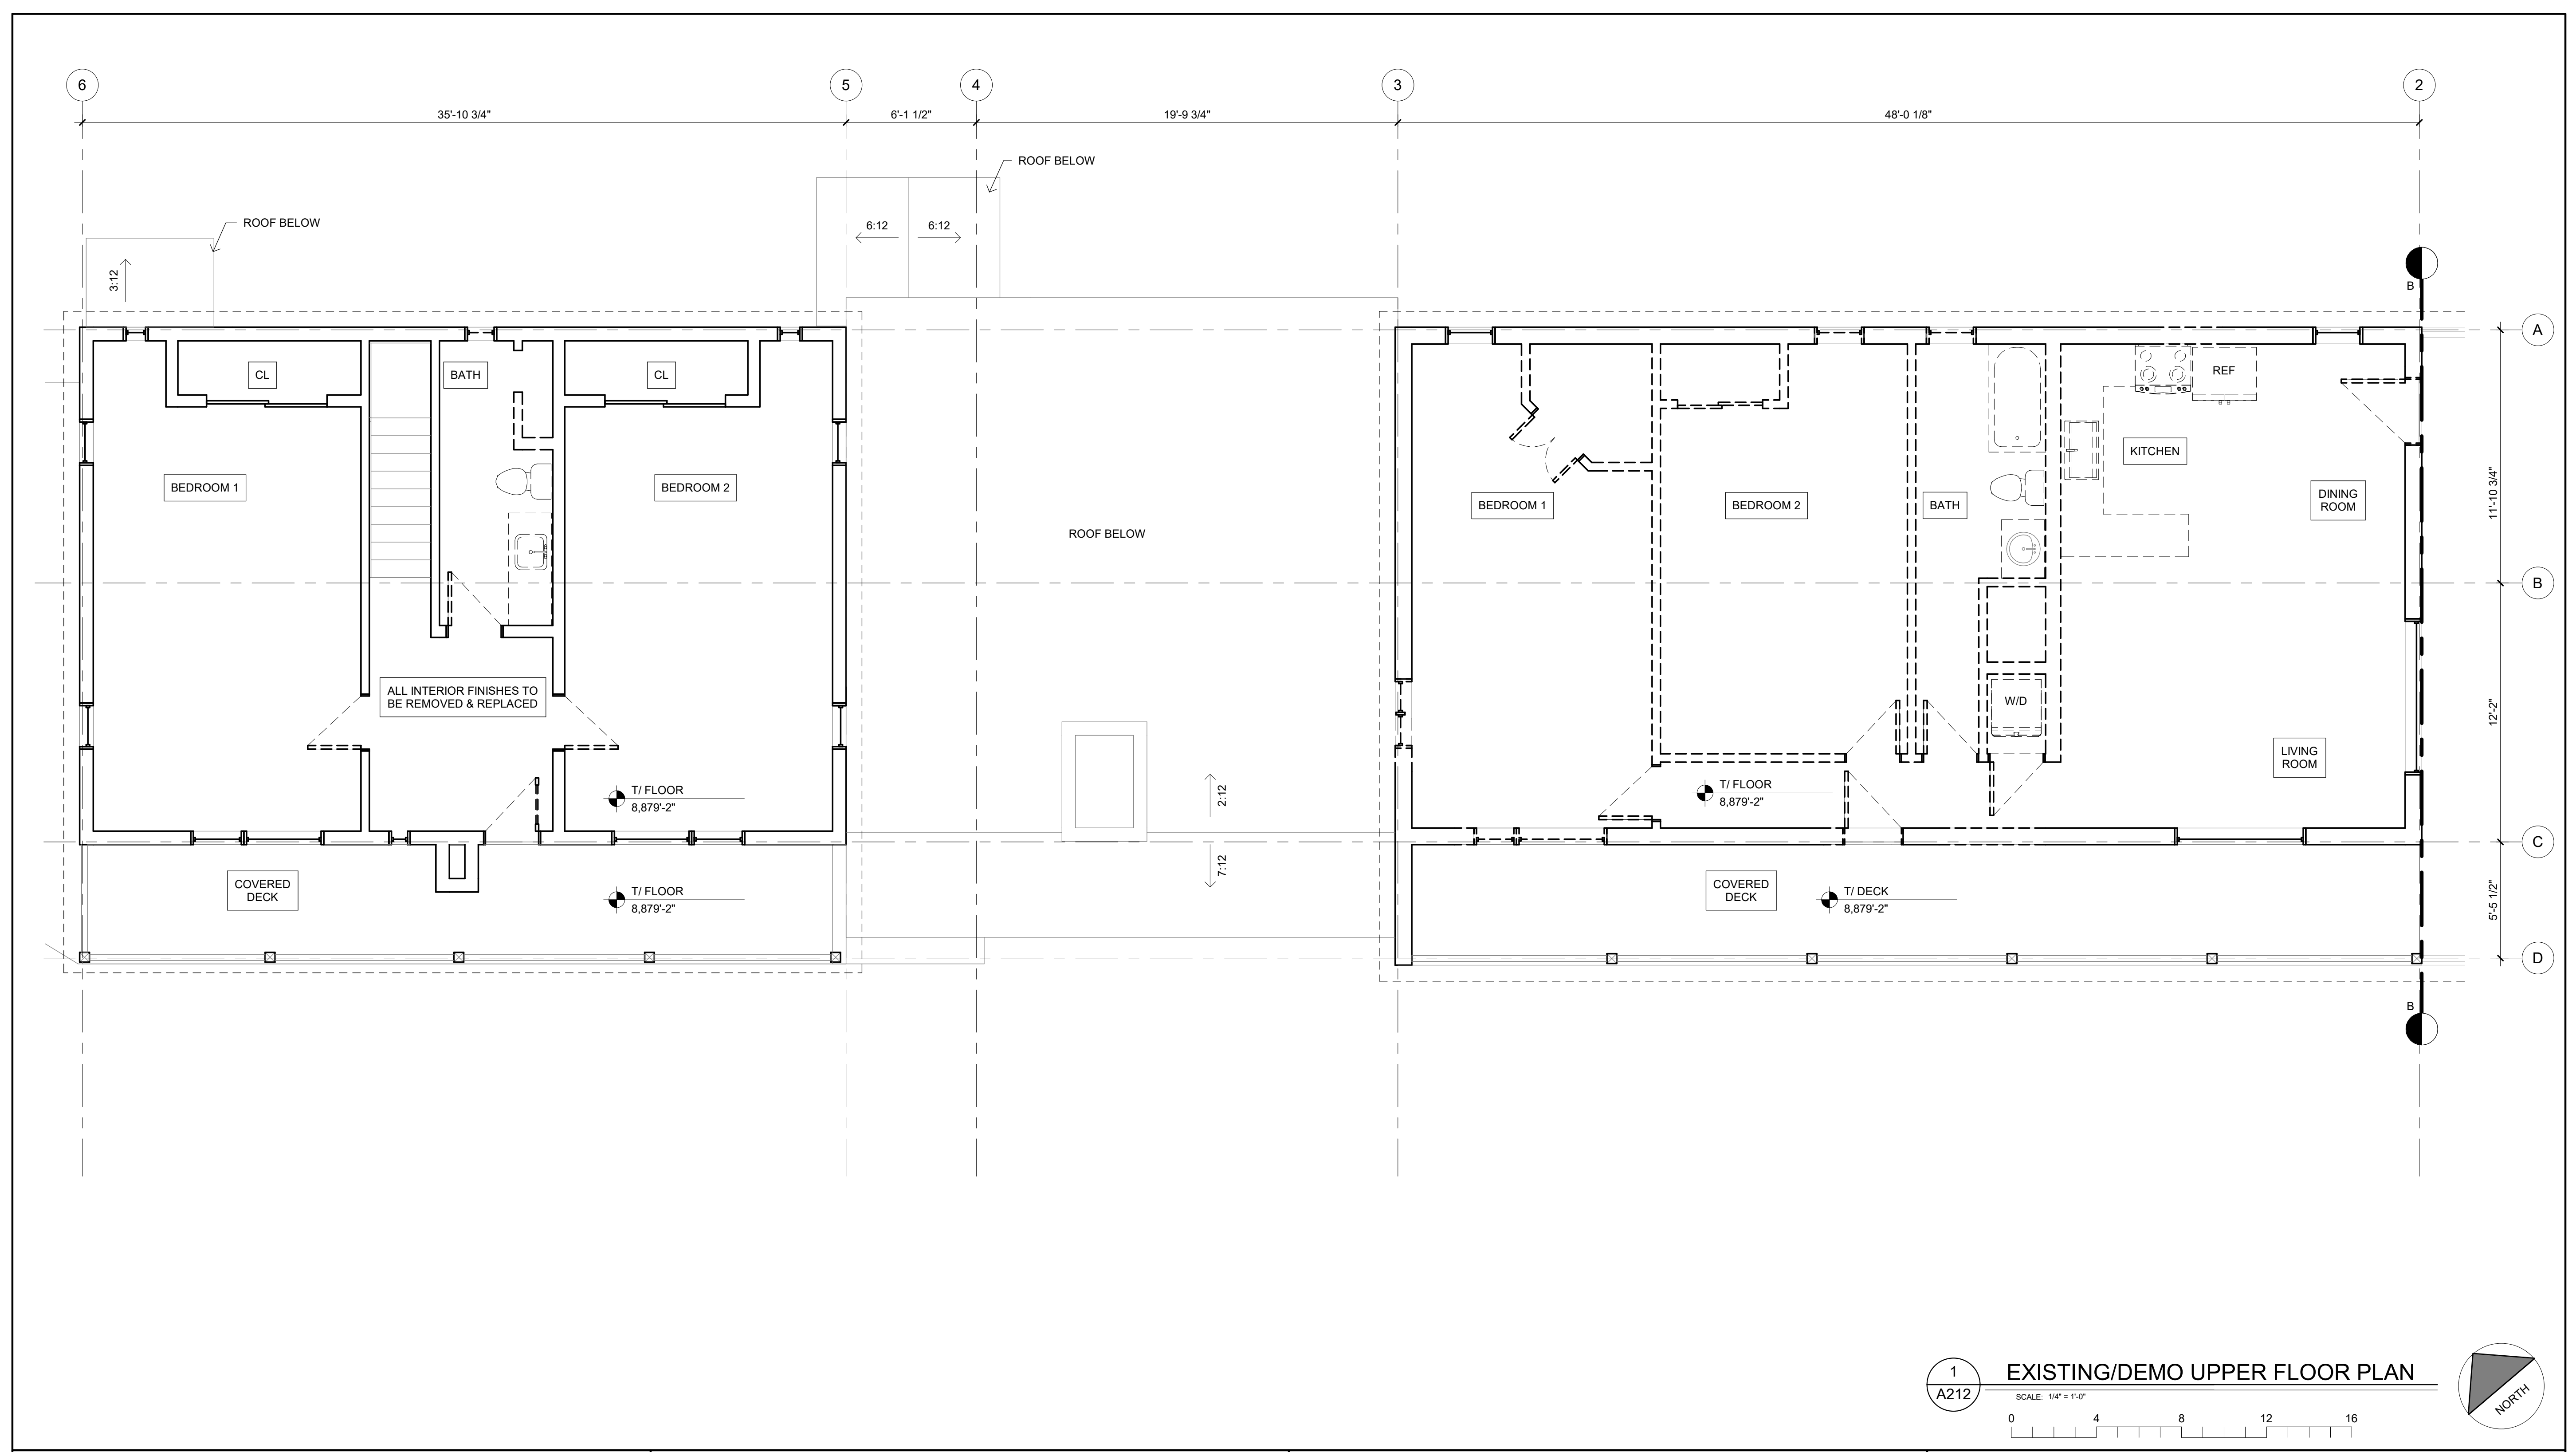 6
5
4
3
2
35'-10 3/4"
6'-1 1/2"
19'-9 3/4"
48'-0 1/8"
ROOF BELOW
ROOF BELOW
6:12
6:12
3:12
B
A
CL
BATH
CL
REF
BEDROOM 1
BEDROOM 2
BEDROOM 1
BEDROOM 2
BATH
KITCHEN
DINING
ROOM
11'-10 3/4"
ROOF BELOW
B
ALL INTERIOR FINISHES TO
BE REMOVED & REPLACED
W/D
12'-2"
LIVING
ROOM
T/ FLOOR
8,879'-2"
2:12
T/ FLOOR
8,879'-2"
C
7:12
COVERED
DECK
T/ FLOOR
8,879'-2"
COVERED
DECK
T/ DECK
8,879'-2"
5'-5 1/2"
D
B
1
A212
EXISTING/DEMO UPPER FLOOR PLAN
SCALE: 1/4" = 1'-0"
0 4 8 12 16
NORTH